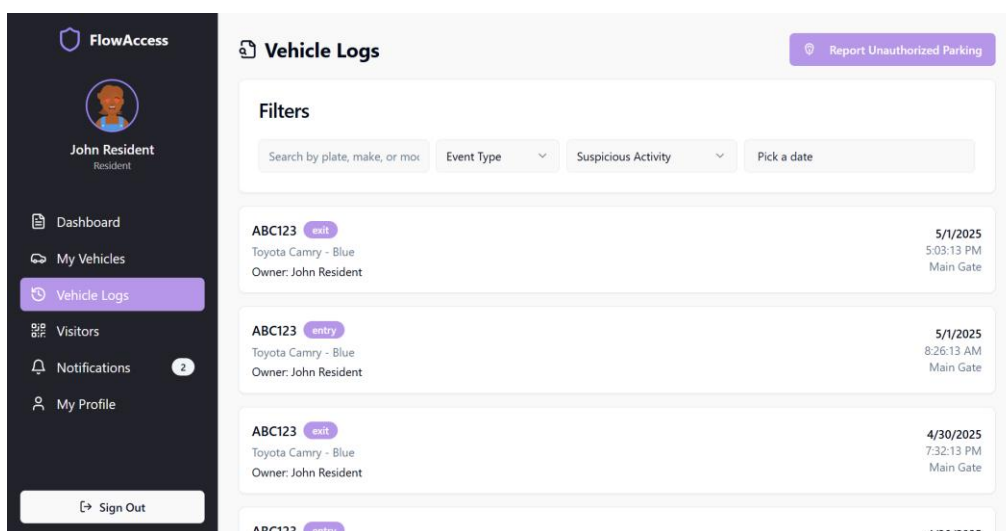 FlowAccess
John Resident
Resident
Dashboard
My Vehicles
Vehicle Logs
Visitors
Notifications 2
My Profile
Sign Out
Vehicle Logs
Report Unauthorized Parking
Filters
Search by plate, make, or moc
Event Type
Suspicious Activity
Pick a date
ABC123 exit
Toyota Camry - Blue
Owner: John Resident
5/1/2025
5:03:13 PM
Main Gate
ABC123 entry
Toyota Camry - Blue
Owner: John Resident
5/1/2025
8:26:13 AM
Main Gate
ABC123 exit
Toyota Camry - Blue
Owner: John Resident
4/30/2025
7:32:13 PM
Main Gate
ABC123 entry